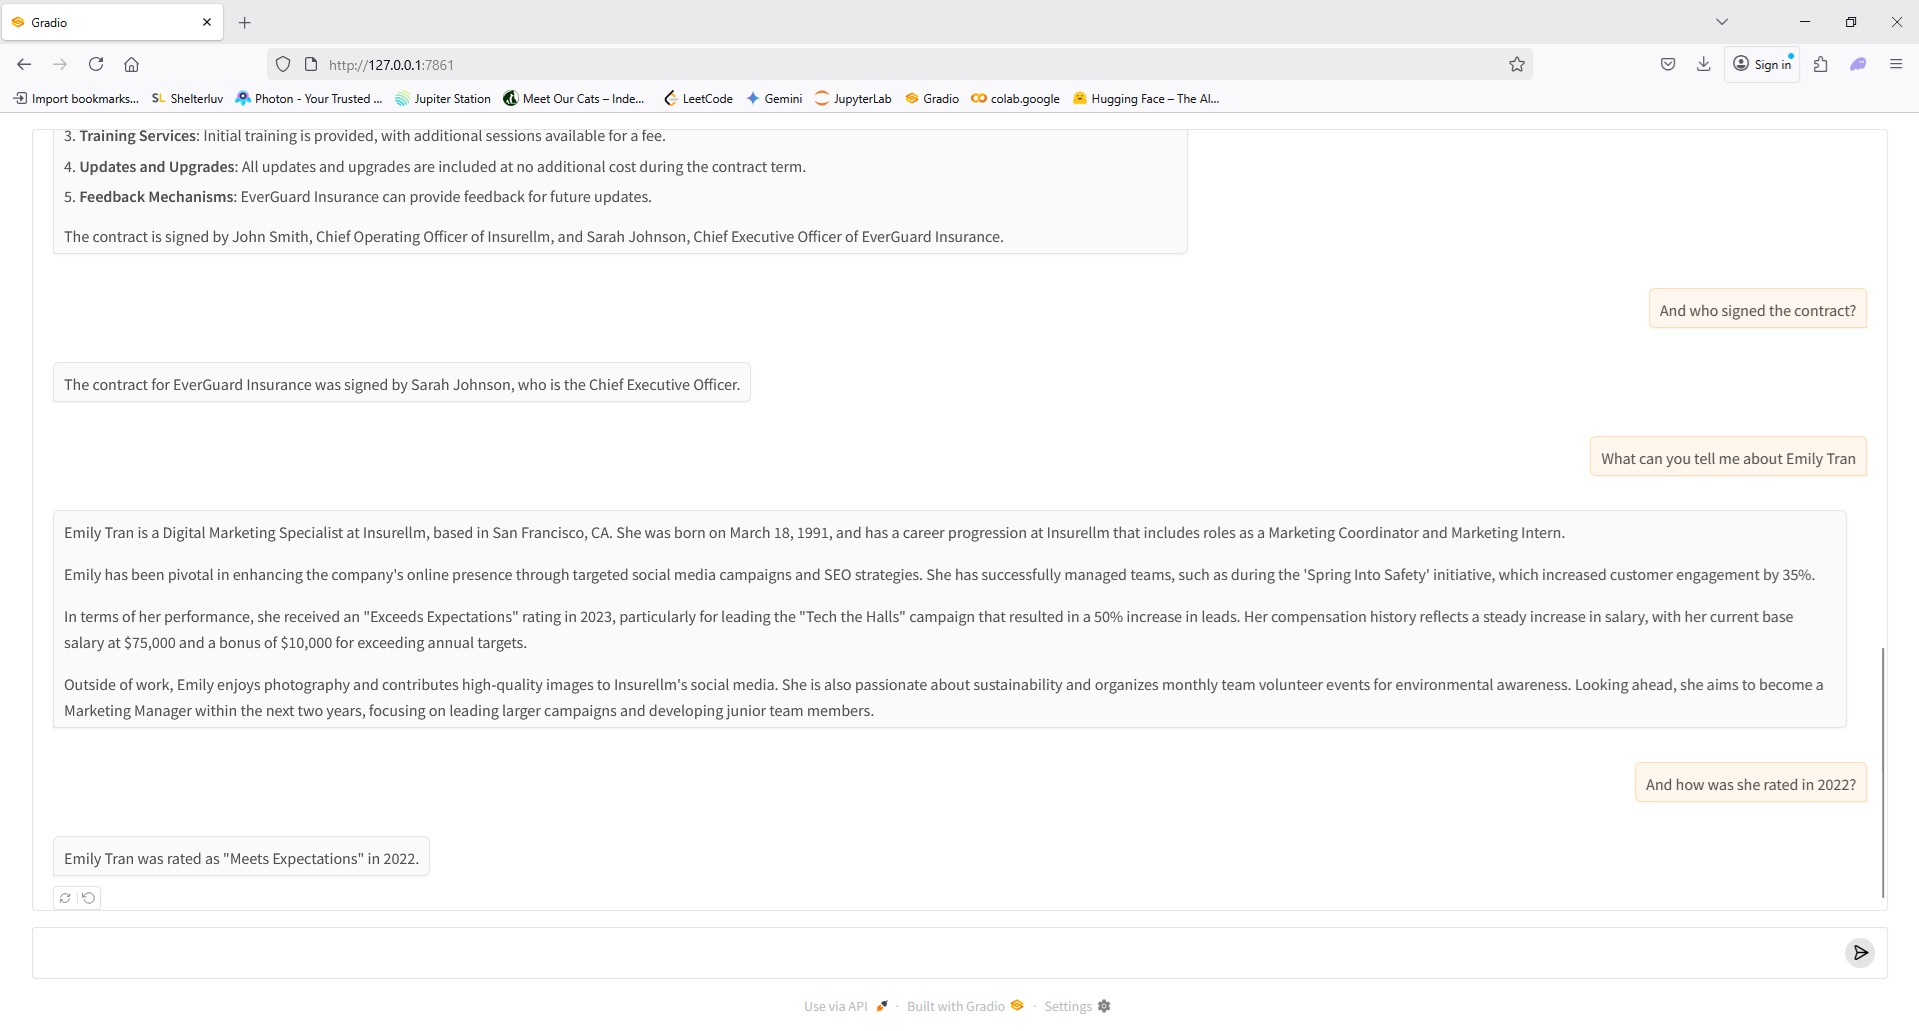 Gradio
http://127.0.0.1:7861
Sign in
Import bookmarks...
SL Shelterluv
Photon - Your Trusted ...
Jupiter Station
Meet Our Cats – Inde...
LeetCode
Gemini
JupyterLab
Gradio
colab.google
Hugging Face – The AI...
3. Training Services: Initial training is provided, with additional sessions available for a fee.
4. Updates and Upgrades: All updates and upgrades are included at no additional cost during the contract term.
5. Feedback Mechanisms: EverGuard Insurance can provide feedback for future updates.
The contract is signed by John Smith, Chief Operating Officer of Insurellm, and Sarah Johnson, Chief Executive Officer of EverGuard Insurance.
And who signed the contract?
The contract for EverGuard Insurance was signed by Sarah Johnson, who is the Chief Executive Officer.
What can you tell me about Emily Tran
Emily Tran is a Digital Marketing Specialist at Insurellm, based in San Francisco, CA. She was born on March 18, 1991, and has a career progression at Insurellm that includes roles as a Marketing Coordinator and Marketing Intern.
Emily has been pivotal in enhancing the company's online presence through targeted social media campaigns and SEO strategies. She has successfully managed teams, such as during the 'Spring Into Safety' initiative, which increased customer engagement by 35%.
In terms of her performance, she received an "Exceeds Expectations" rating in 2023, particularly for leading the "Tech the Halls" campaign that resulted in a 50% increase in leads. Her compensation history reflects a steady increase in salary, with her current base
salary at $75,000 and a bonus of $10,000 for exceeding annual targets.
Outside of work, Emily enjoys photography and contributes high-quality images to Insurellm's social media. She is also passionate about sustainability and organizes monthly team volunteer events for environmental awareness. Looking ahead, she aims to become a
Marketing Manager within the next two years, focusing on leading larger campaigns and developing junior team members.
And how was she rated in 2022?
Emily Tran was rated as "Meets Expectations" in 2022.
Use via API · Built with Gradio · Settings